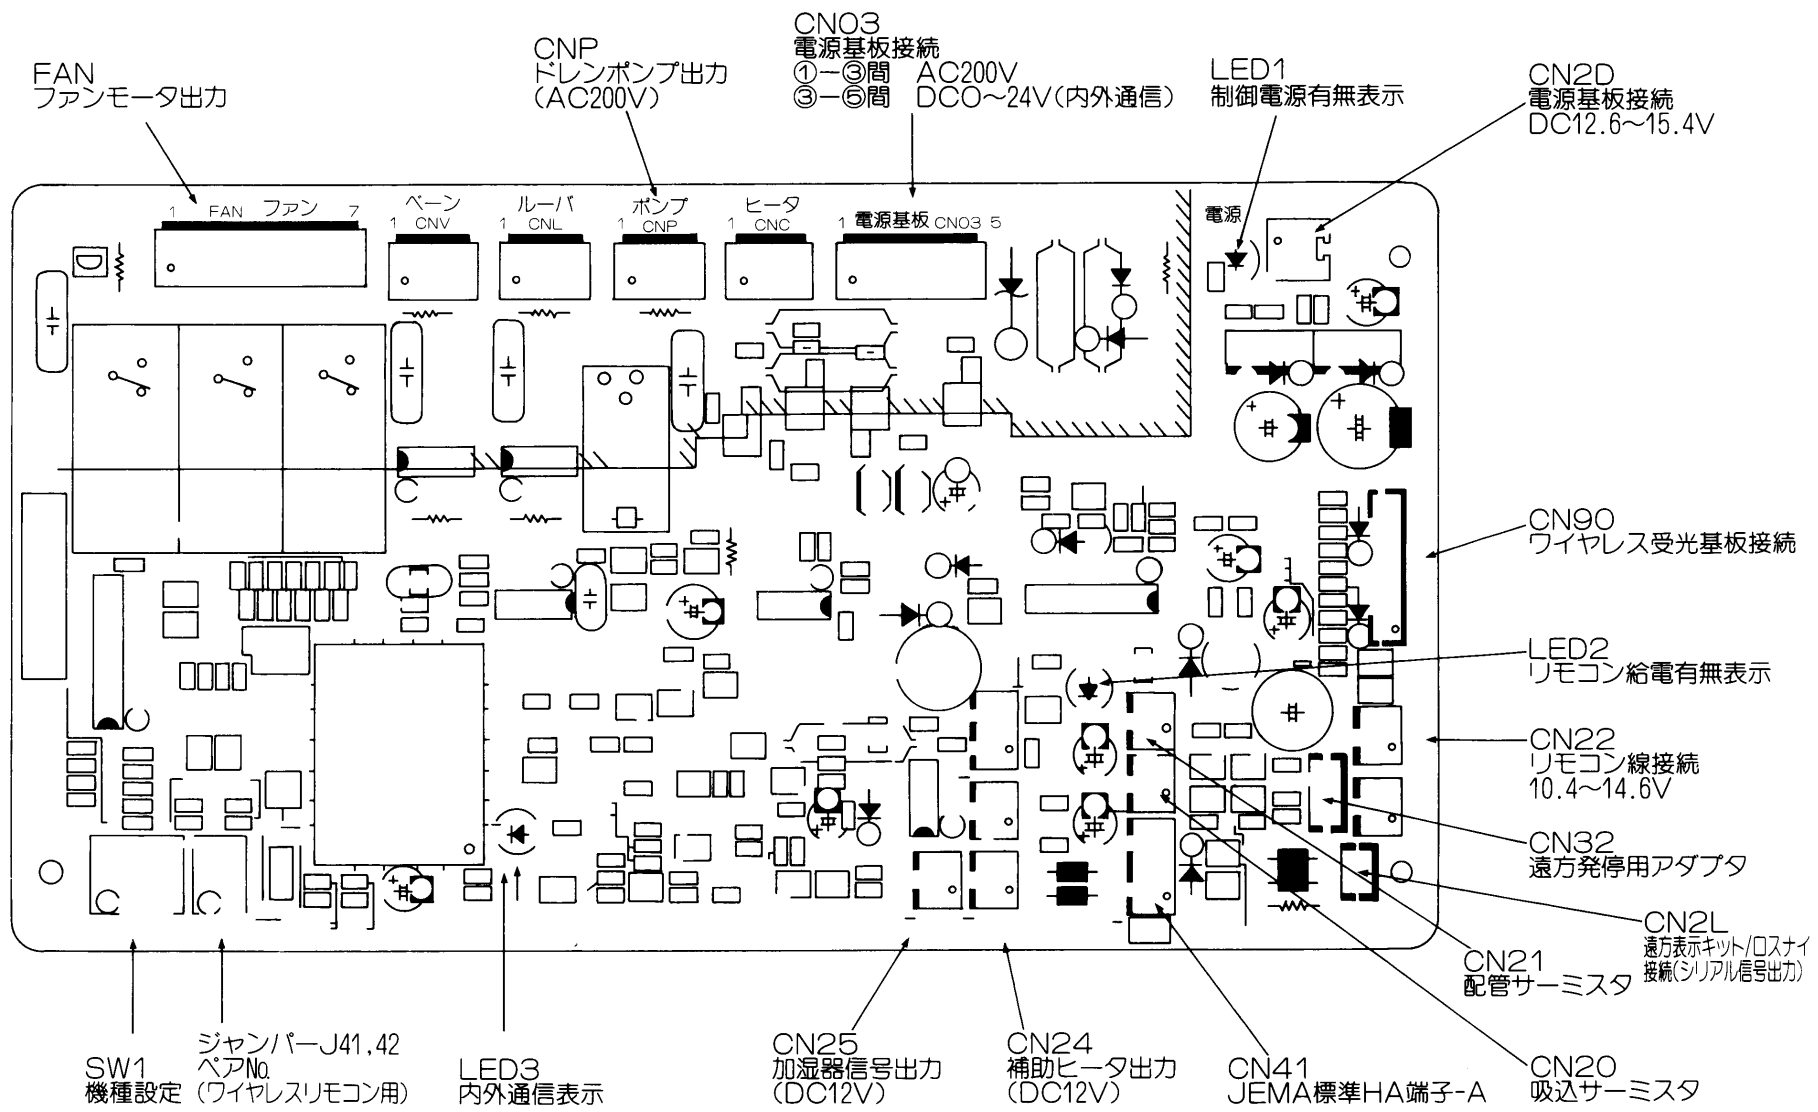 CN03
電源基板接続
①−③間 AC200V
③−⑤間 DC0〜24V(内外通信)
CNP
ドレンポンプ出力
(AC200V)
FAN
ファンモータ出力
LED1
制御電源有無表示
CN2D
電源基板接続
DC12.6〜15.4V
1 FAN ファン 7
ベーン
1 CNV
ルーバ
1 CNL
ポンプ
1 CNP
ヒータ
1 CNC
1 電源基板 CN03 5
電源
CN90
ワイヤレス受光基板接続
LED2
リモコン給電有無表示
CN22
リモコン線接続
10.4〜14.6V
CN32
遠方発停用アダプタ
CN2L
遠方表示キット/ロスナイ
接続(シリアル信号出力)
CN21
配管サーミスタ
SW1
機種設定
ジャンパーJ41,42
ペアNo.
(ワイヤレスリモコン用)
LED3
内外通信表示
CN25
加湿器信号出力
(DC12V)
CN24
補助ヒータ出力
(DC12V)
CN41
JEMA標準HA端子-A
CN20
吸込サーミスタ